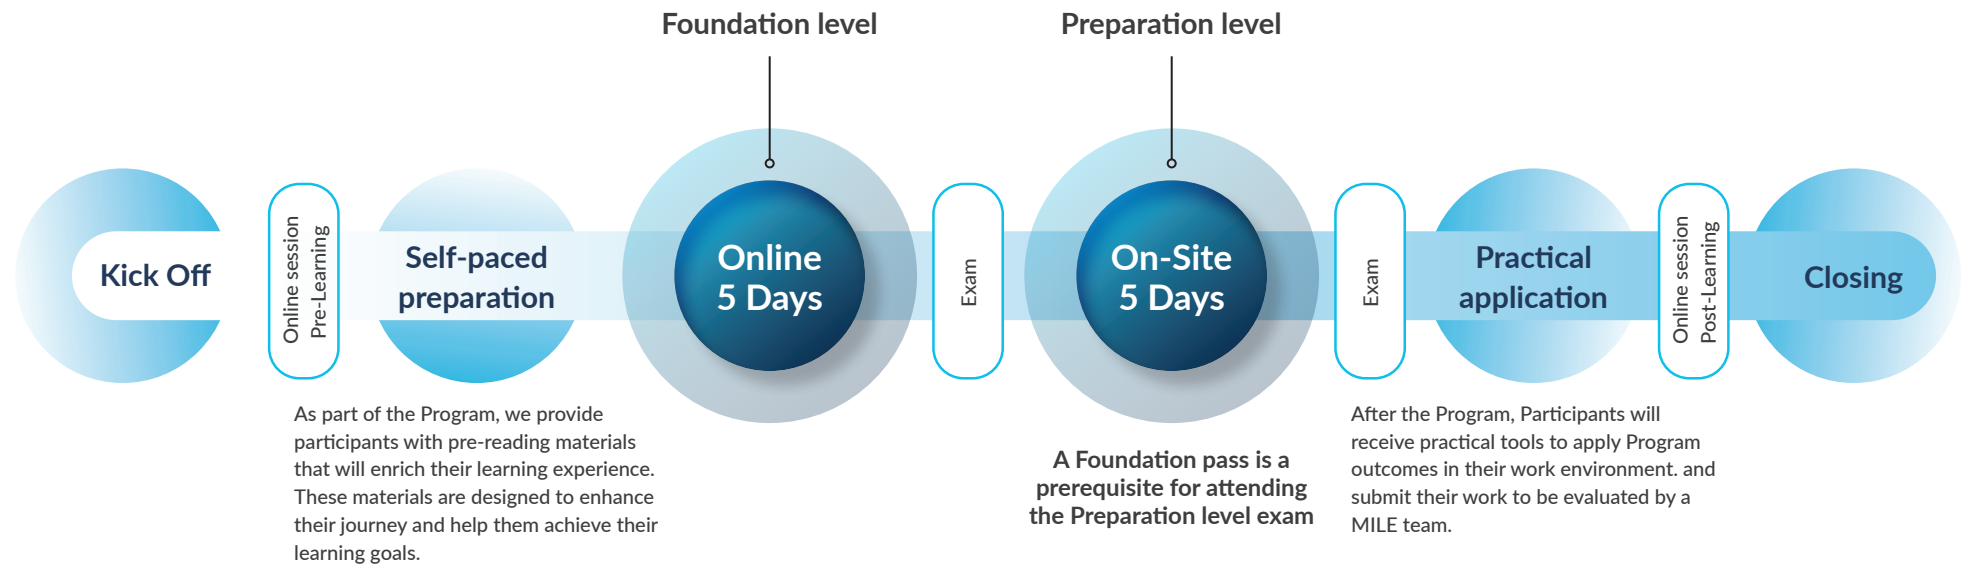 Foundation level
Preparation level
Kick Off
Online session
Pre-Learning
Self-paced
preparation
Online
5 Days
Exam
On-Site
5 Days
Exam
Practical
application
Online session
Post-Learning
Closing
As part of the Program, we provide
participants with pre-reading materials
that will enrich their learning experience.
These materials are designed to enhance
their journey and help them achieve their
learning goals.
A Foundation pass is a
prerequisite for attending
the Preparation level exam
After the Program, Participants will
receive practical tools to apply Program
outcomes in their work environment. and
submit their work to be evaluated by a
MILE team.